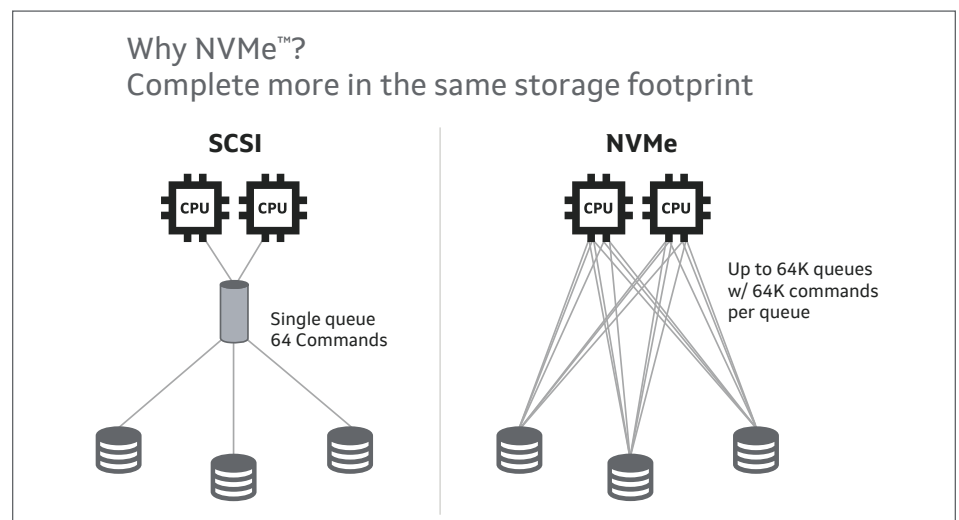 Why NVMe™?
Complete more in the same storage footprint
SCSI
CPU
CPU
Single queue
64 Commands
NVMe
CPU
CPU
Up to 64K queues
w/ 64K commands
per queue